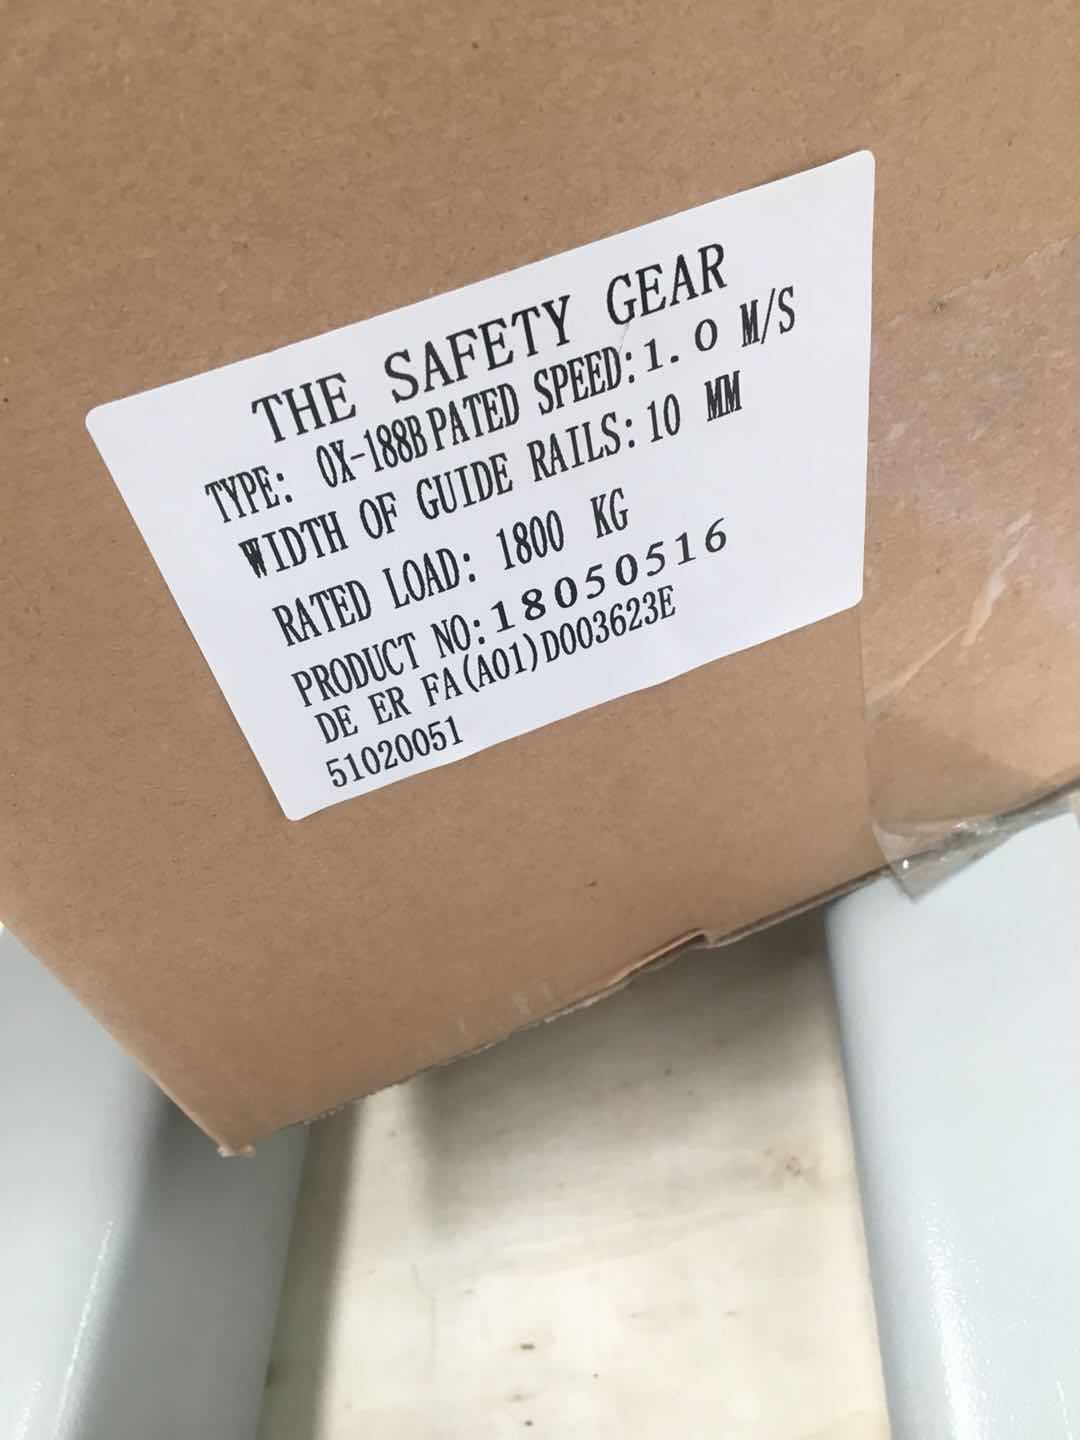 THE SAFETY GEAR
TYPE: OX-188B PATED SPEED: 1.0 M/S
WIDTH OF GUIDE RAILS: 10 MM
RATED LOAD: 1800 KG
PRODUCT NO: 18050516
DE ER FA(A01)D003623E
51020051